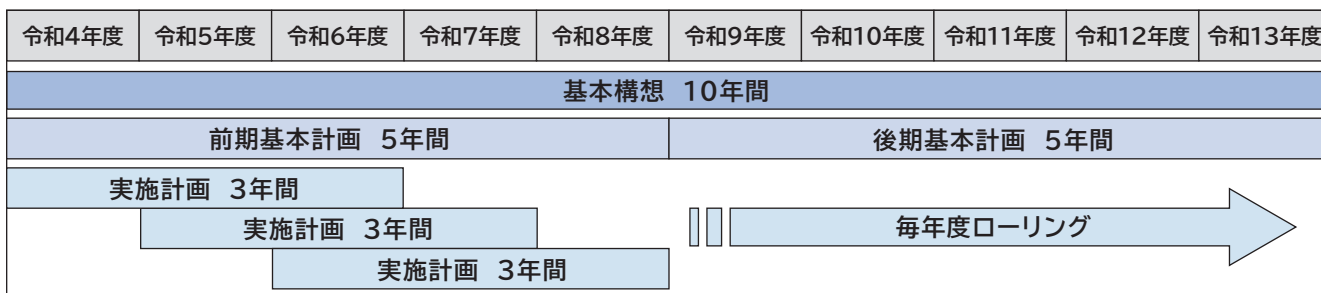 令和4年度 令和5年度 令和6年度 令和7年度 令和8年度 令和9年度 令和10年度 令和11年度 令和12年度 令和13年度
基本構想 10年間
前期基本計画 5年間 後期基本計画 5年間
実施計画 3年間
実施計画 3年間 毎年度ローリング
実施計画 3年間